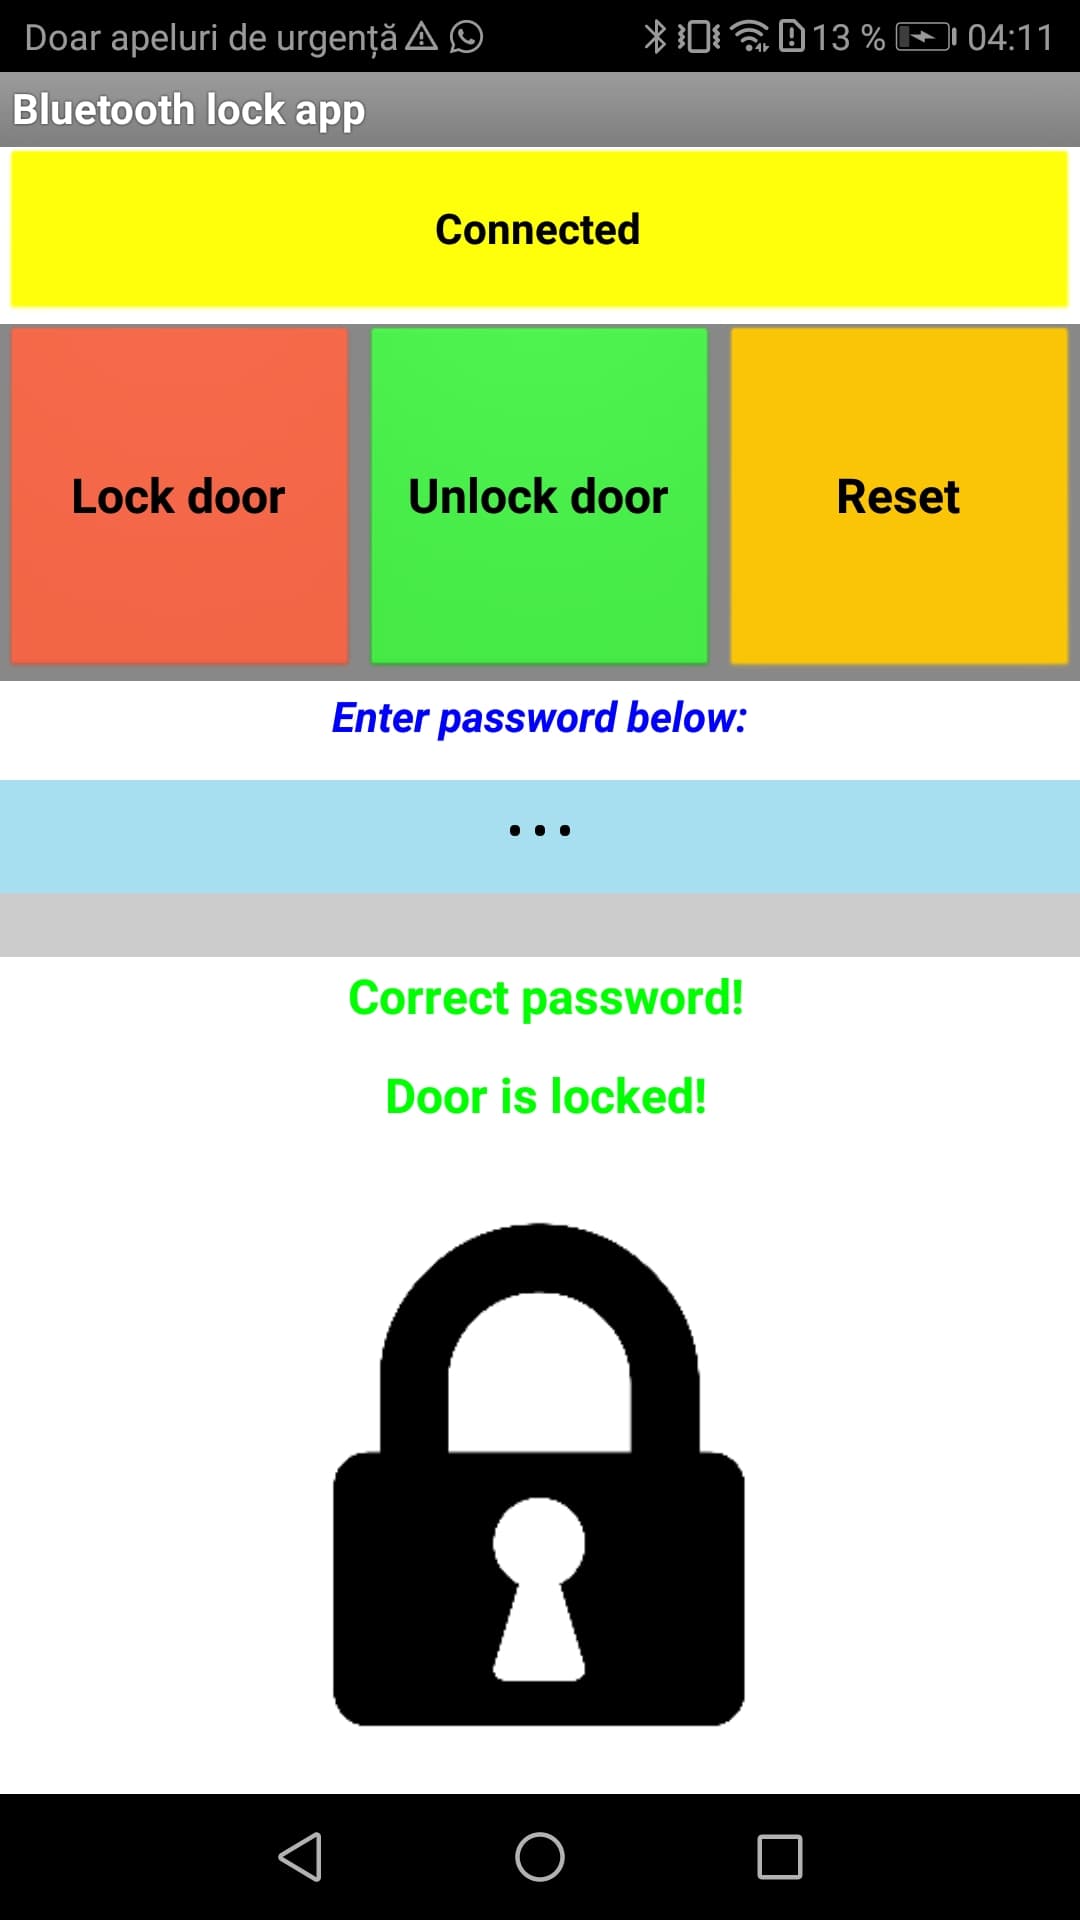 Doar apeluri de urgență 13 % 04:11
Bluetooth lock app
Connected
Lock door Unlock door Reset
Enter password below:
...
Correct password!
Door is locked!